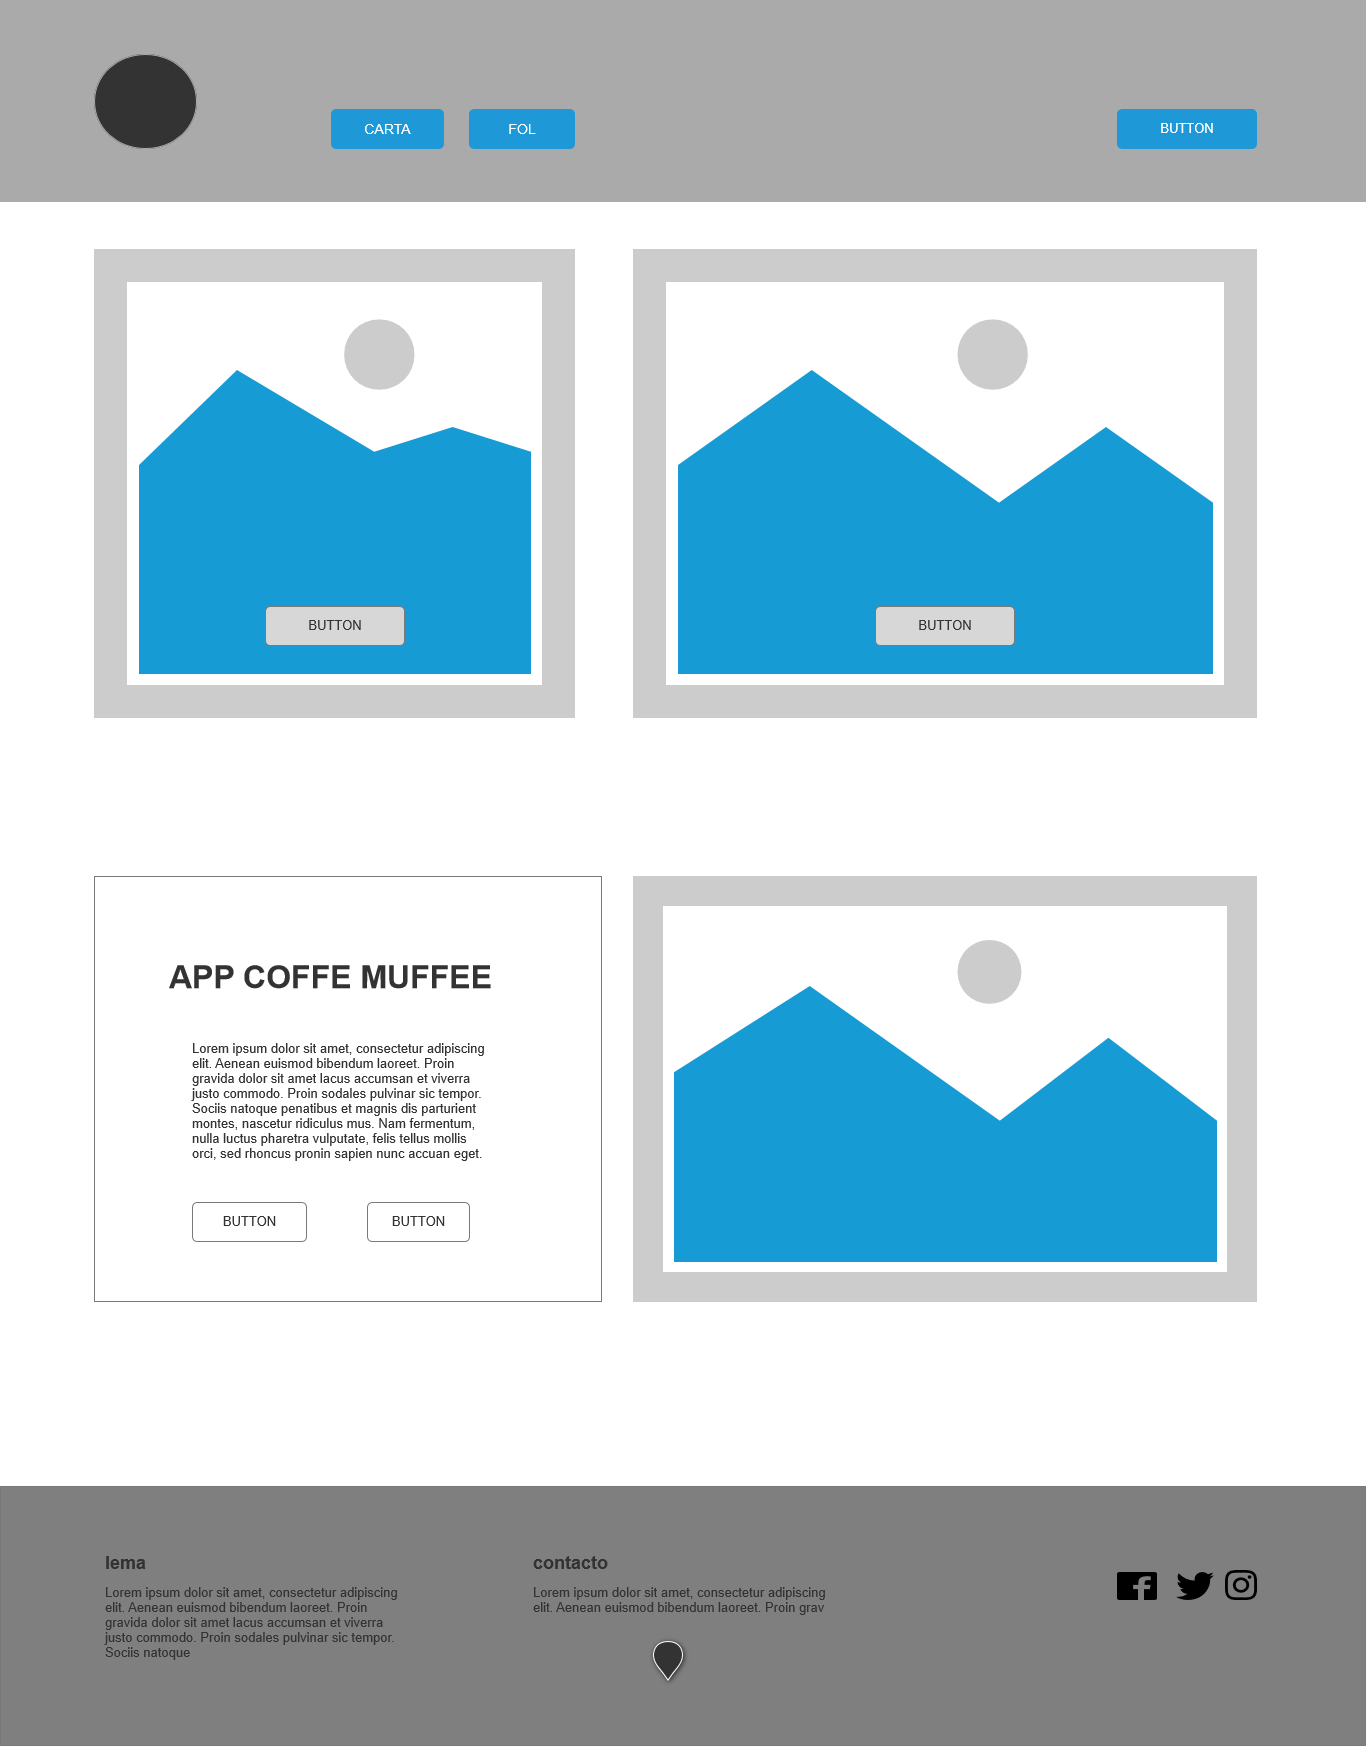 CARTA
FOL
BUTTON
BUTTON
BUTTON
APP COFFE MUFFEE
Lorem ipsum dolor sit amet, consectetur adipiscing
elit. Aenean euismod bibendum laoreet. Proin
gravida dolor sit amet lacus accumsan et viverra
justo commodo. Proin sodales pulvinar sic tempor.
Sociis natoque penatibus et magnis dis parturient
montes, nascetur ridiculus mus. Nam fermentum,
nulla luctus pharetra vulputate, felis tellus mollis
orci, sed rhoncus pronin sapien nunc accuan eget.
BUTTON
BUTTON
lema
Lorem ipsum dolor sit amet, consectetur adipiscing
elit. Aenean euismod bibendum laoreet. Proin
gravida dolor sit amet lacus accumsan et viverra
justo commodo. Proin sodales pulvinar sic tempor.
Sociis natoque
contacto
Lorem ipsum dolor sit amet, consectetur adipiscing
elit. Aenean euismod bibendum laoreet. Proin grav